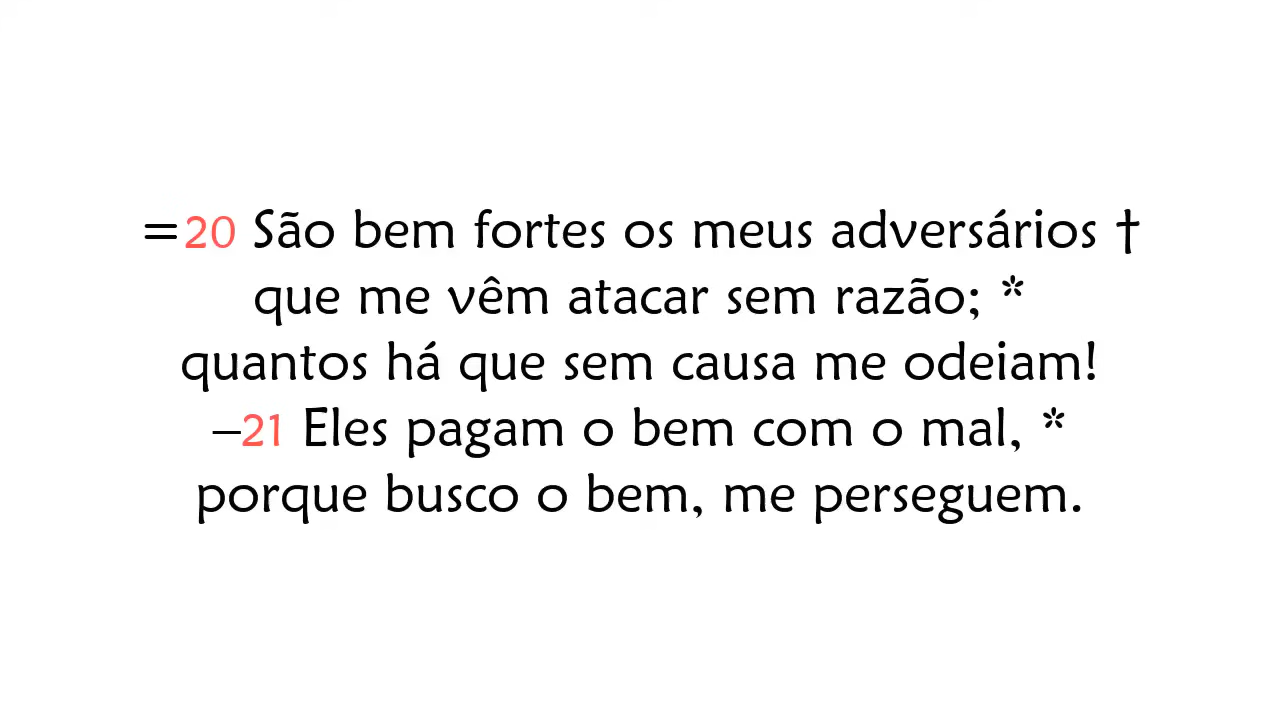 =20 São bem fortes os meus adversários †
que me vêm atacar sem razão; *
quantos há que sem causa me odeiam!
–21 Eles pagam o bem com o mal, *
porque busco o bem, me perseguem.